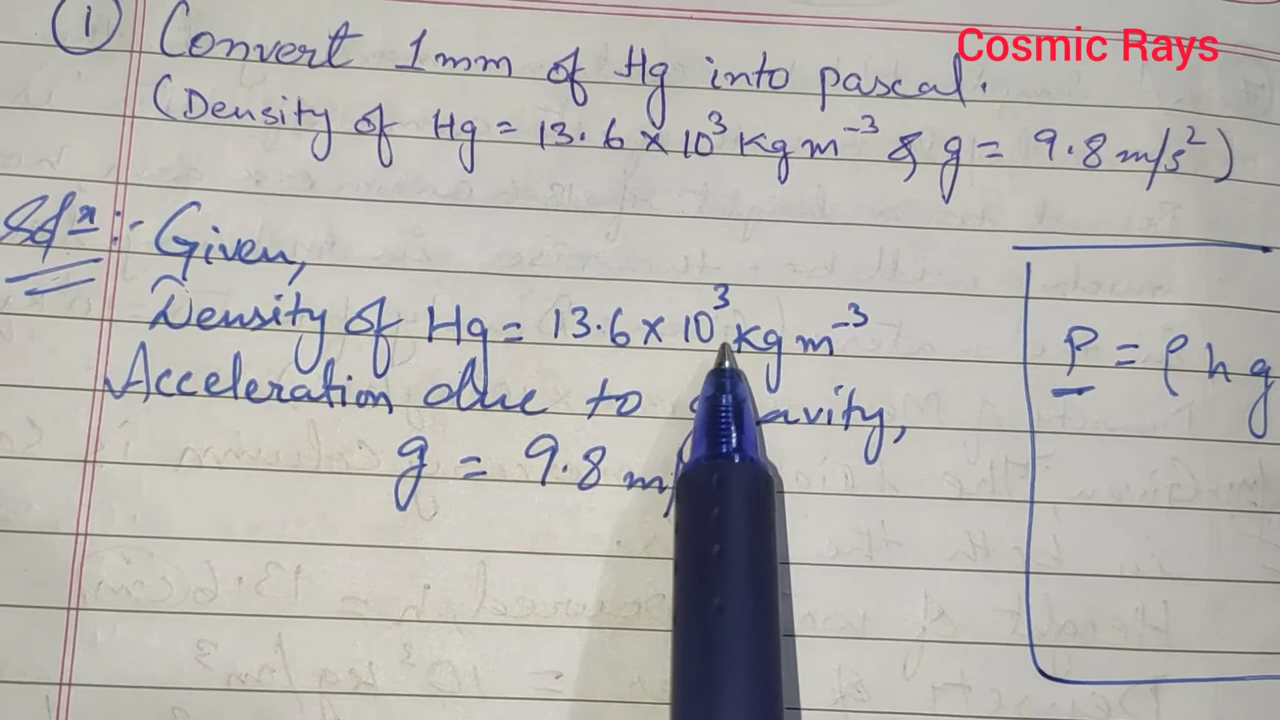 Cosmic Rays
① Convert 1mm of Hg into pascal.
(Density of Hg = 13.6 × 10³ Kg m⁻³ & g = 9.8 m/s²)
Solⁿ :- Given,
Density of Hg = 13.6 × 10³ kg m⁻³
Acceleration due to gravity,
g = 9.8 m/
P = ρ h g